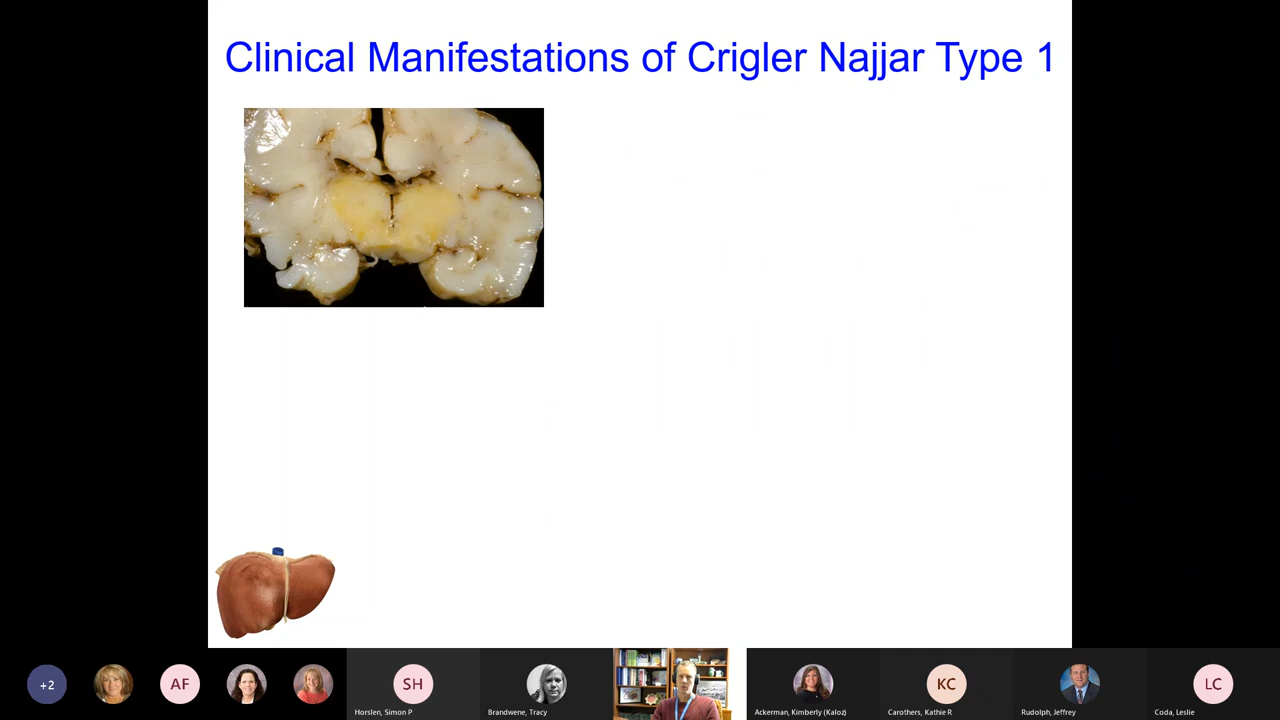 Clinical Manifestations of Crigler Najjar Type 1
+2
AF
SH
Horslen, Simon P
Brandwene, Tracy
Ackerman, Kimberly (Kaloz)
KC
Carothers, Kathie R
Rudolph, Jeffrey
LC
Coda, Leslie